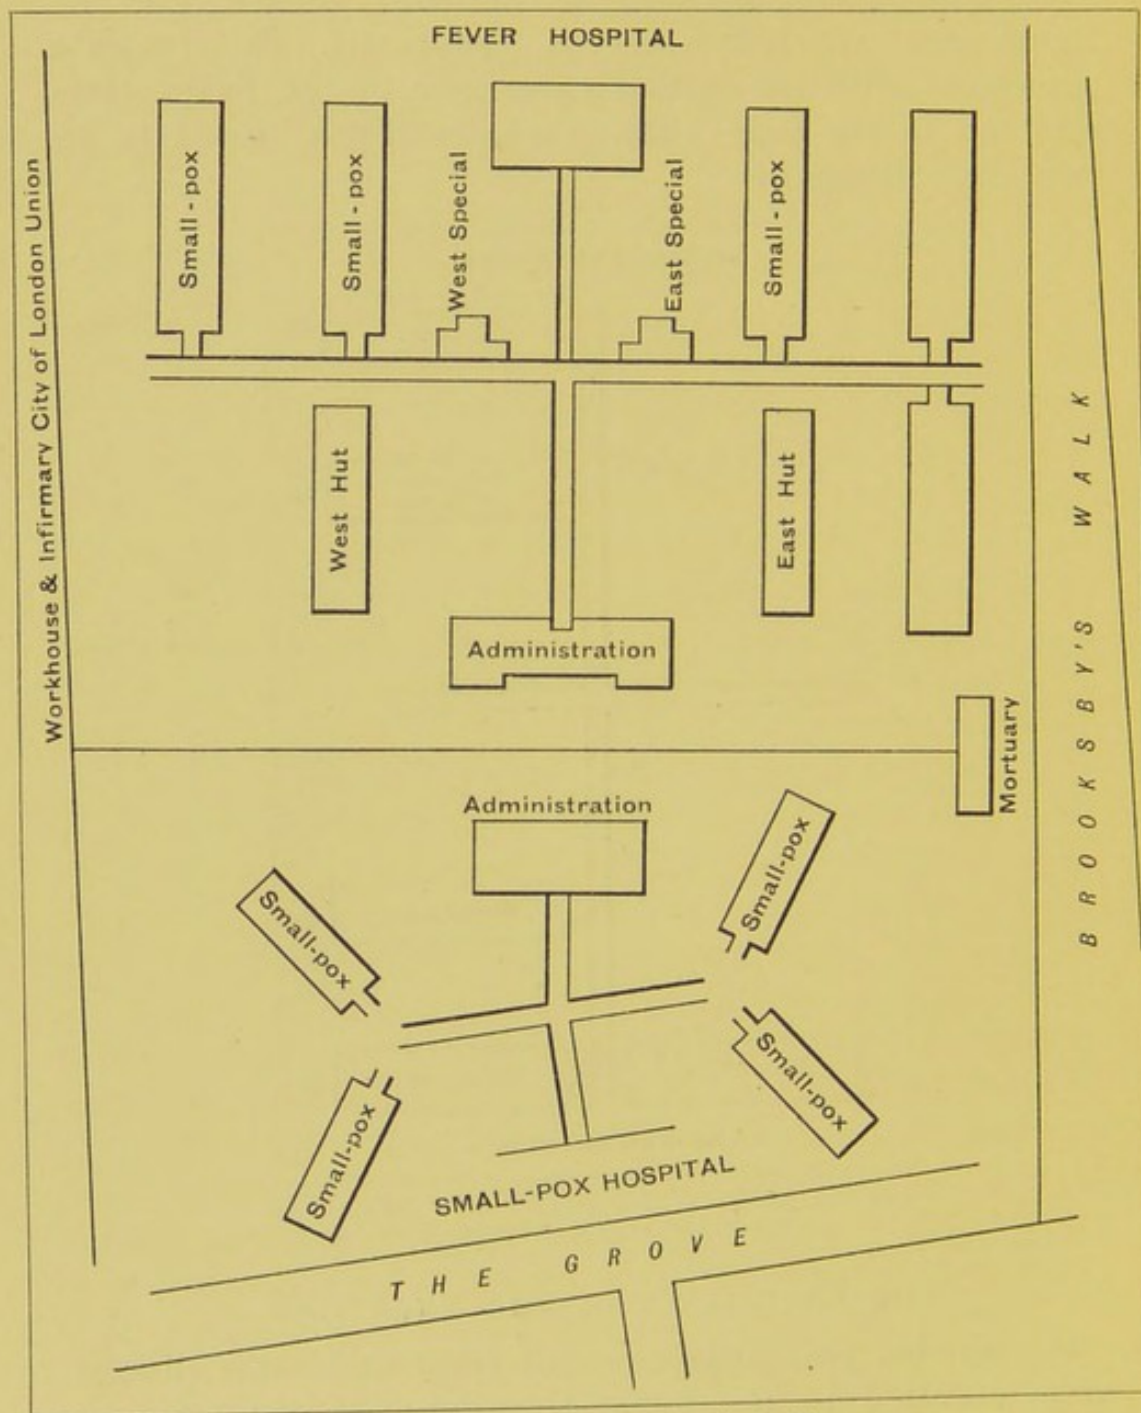 FEVER HOSPITAL
Workhouse & Infirmary City of London Union
Small-pox
Small-pox
West Special
East Special
Small-pox
West Hut
East Hut
BROOKSBY'S WALK
Administration
Mortuary
Administration
Small-pox
Small-pox
Small-pox
Small-pox
SMALL-POX HOSPITAL
THE GROVE